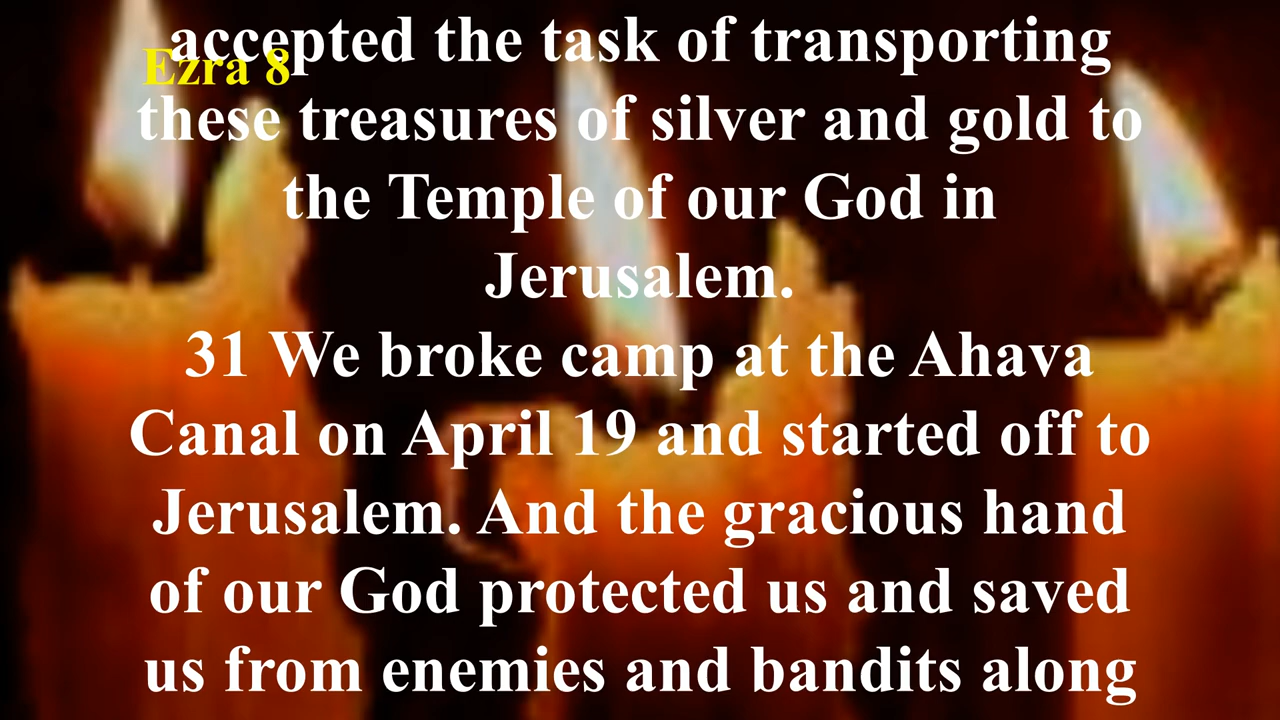 Ezra 8
accepted the task of transporting
these treasures of silver and gold to
the Temple of our God in
Jerusalem.
31 We broke camp at the Ahava
Canal on April 19 and started off to
Jerusalem. And the gracious hand
of our God protected us and saved
us from enemies and bandits along